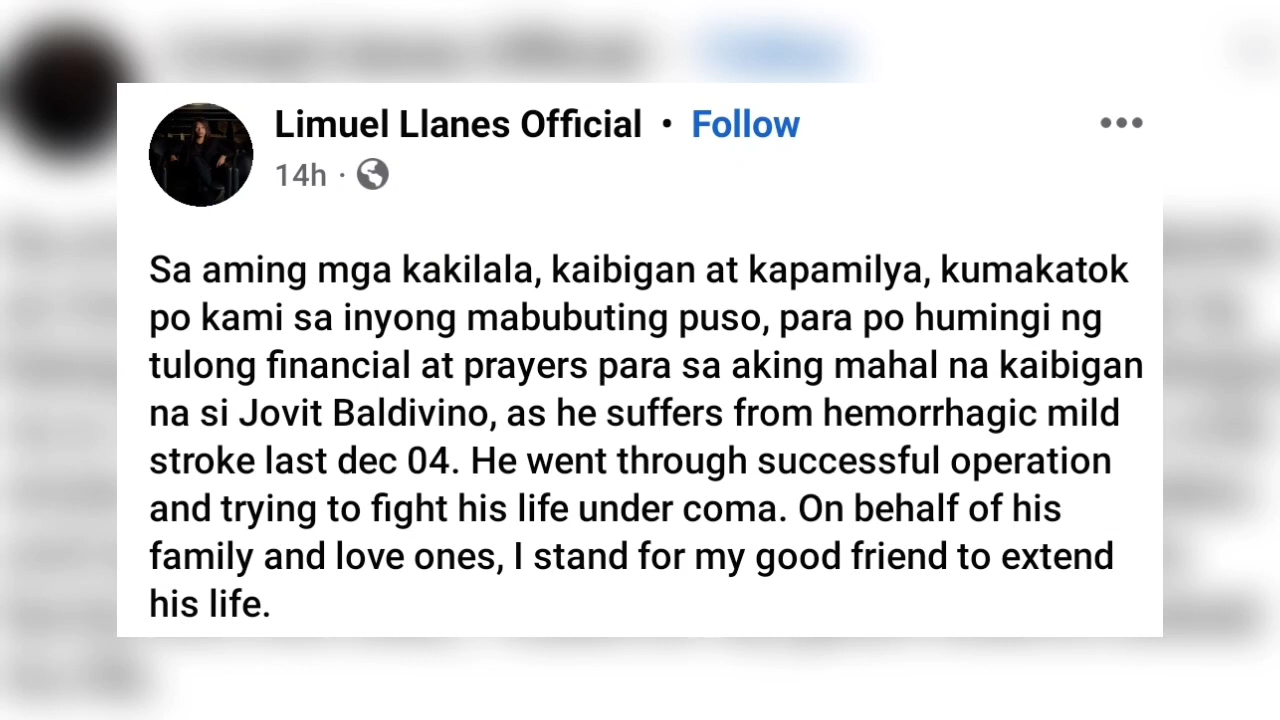 Limuel Llanes Official • Follow
14h ·
Sa aming mga kakilala, kaibigan at kapamilya, kumakatok
po kami sa inyong mabubuting puso, para po humingi ng
tulong financial at prayers para sa aking mahal na kaibigan
na si Jovit Baldivino, as he suffers from hemorrhagic mild
stroke last dec 04. He went through successful operation
and trying to fight his life under coma. On behalf of his
family and love ones, I stand for my good friend to extend
his life.